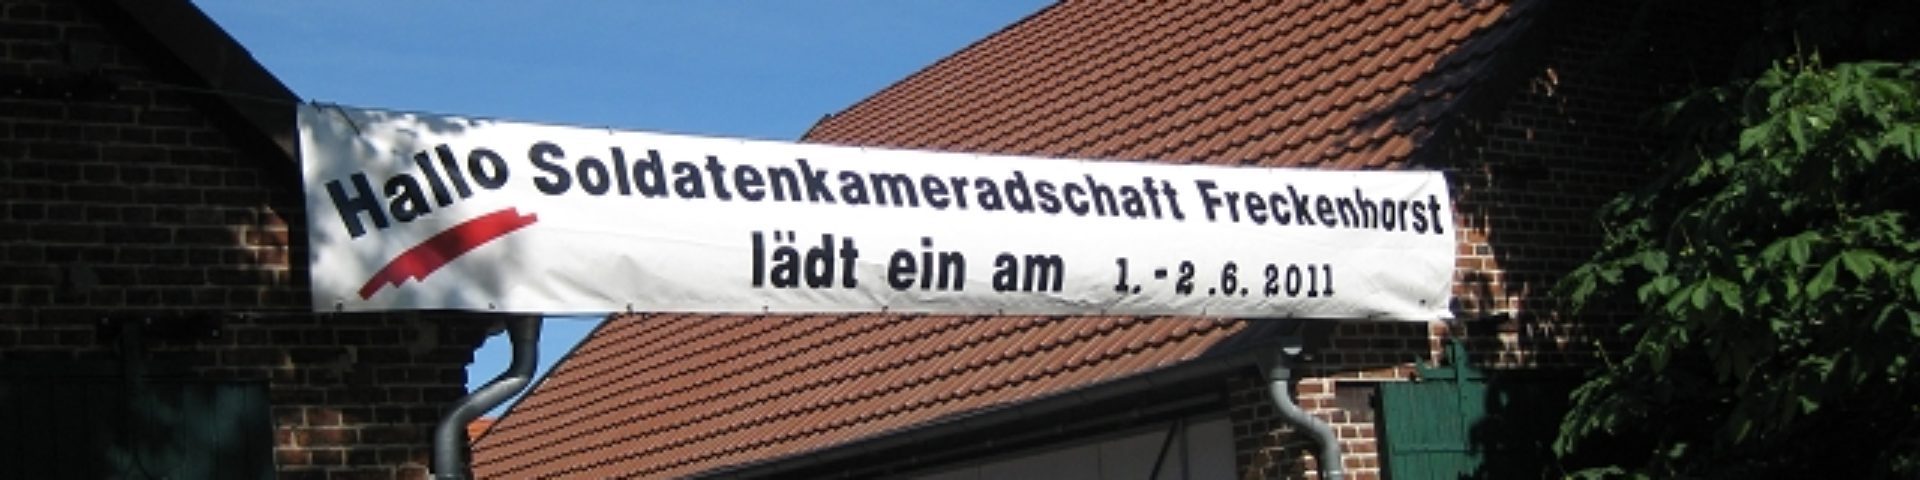 Hallo Soldatenkameradschaft Freckenhorst
lädt ein am 1.-2.6.2011